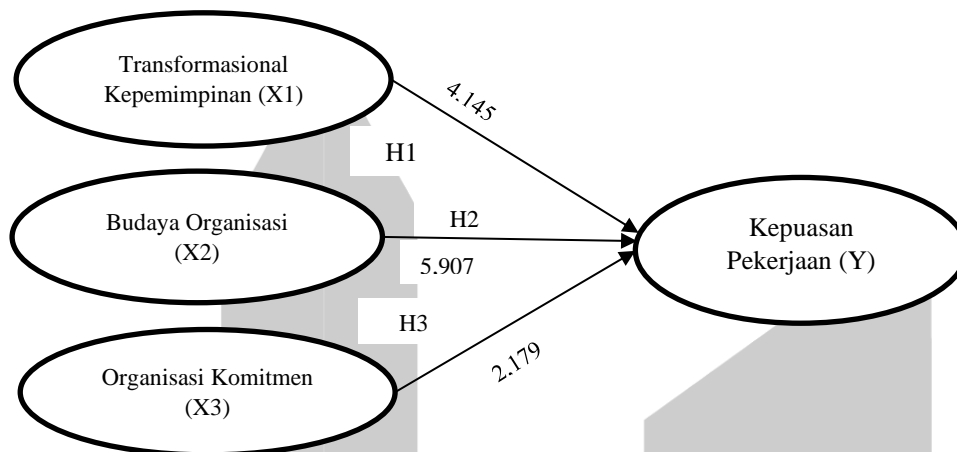 Transformasional
Kepemimpinan (X1)
4.145
H1
Budaya Organisasi
(X2)
H2
5.907
Kepuasan
Pekerjaan (Y)
H3
2.179
Organisasi Komitmen
(X3)